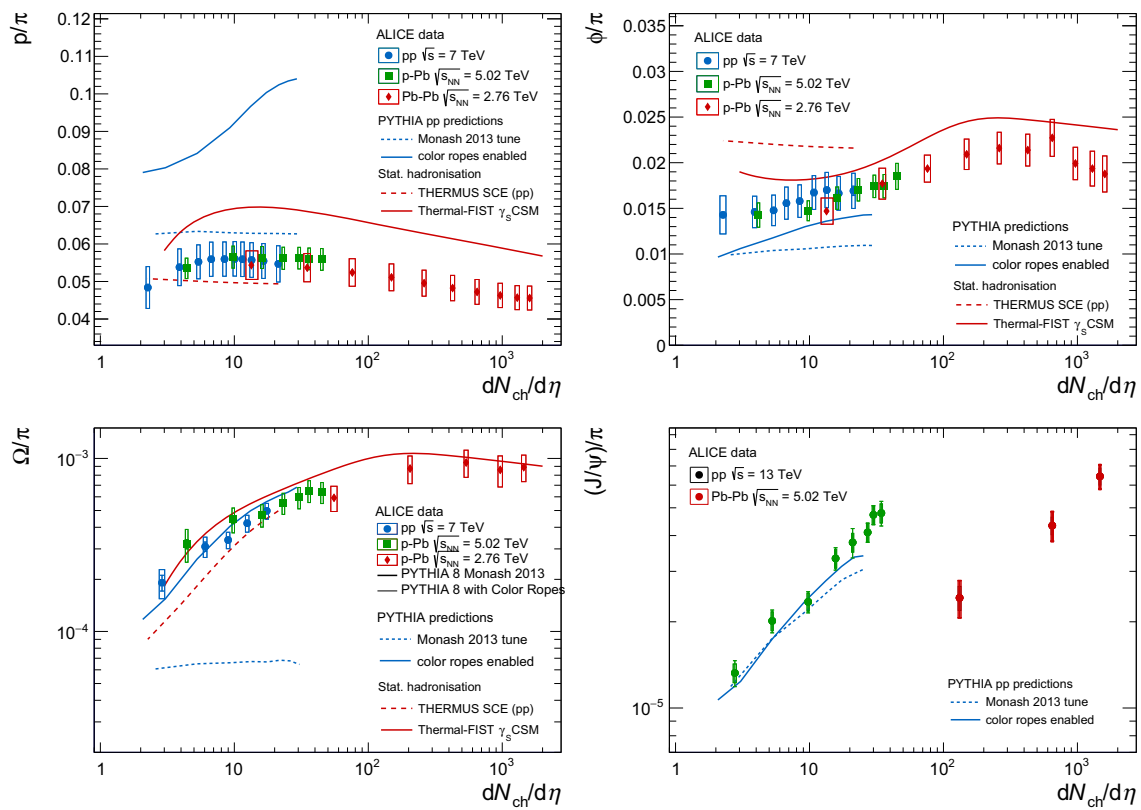 p/π
0.12
0.11
0.1
0.09
0.08
0.07
0.06
0.05
0.04
ALICE data
pp √s = 7 TeV
p-Pb √sNN = 5.02 TeV
Pb-Pb √sNN = 2.76 TeV
PYTHIA pp predictions
Monash 2013 tune
color ropes enabled
Stat. hadronisation
THERMUS SCE (pp)
Thermal-FIST γSCSM
1 10 10² 10³
dNch/dη
ϕ/π
0.04
0.035
0.03
0.025
0.02
0.015
0.01
0.005
0
ALICE data
pp √s = 7 TeV
p-Pb √sNN = 5.02 TeV
p-Pb √sNN = 2.76 TeV
PYTHIA pp predictions
Monash 2013 tune
color ropes enabled
Stat. hadronisation
THERMUS SCE (pp)
Thermal-FIST γSCSM
1 10 10² 10³
dNch/dη
Ω/π
10⁻³
10⁻⁴
ALICE data
pp √s = 7 TeV
p-Pb √sNN = 5.02 TeV
p-Pb √sNN = 2.76 TeV
PYTHIA 8 Monash 2013
PYTHIA 8 with Color Ropes
PYTHIA predictions
Monash 2013 tune
color ropes enabled
Stat. hadronisation
THERMUS SCE (pp)
Thermal-FIST γSCSM
1 10 10² 10³
dNch/dη
(J/ψ)/π
10⁻⁵
ALICE data
pp √s = 13 TeV
Pb-Pb √sNN = 5.02 TeV
PYTHIA pp predictions
Monash 2013 tune
color ropes enabled
1 10 10² 10³
dNch/dη